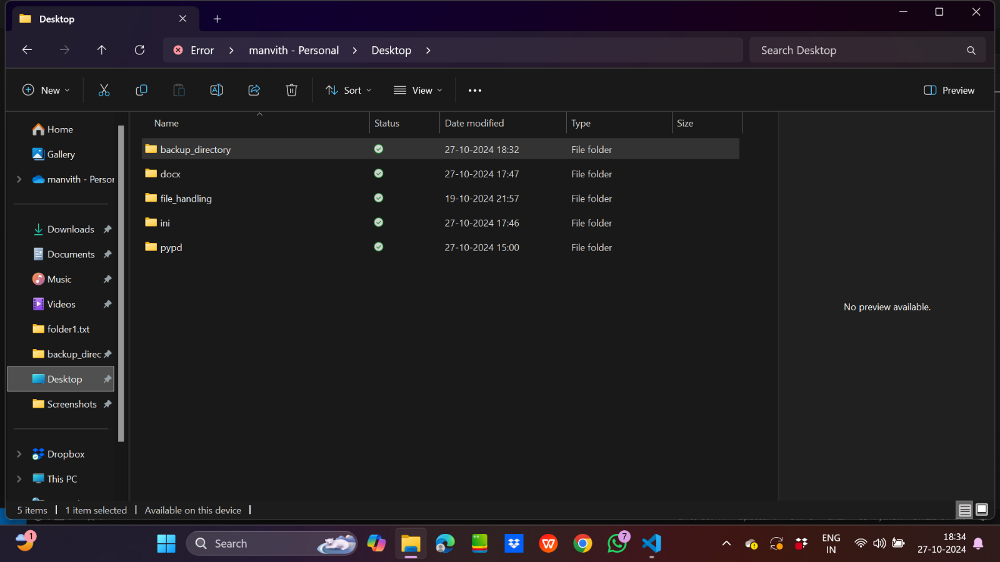 Desktop
Error > manvith - Personal > Desktop >
Search Desktop
New
Sort
View
Preview
Name Status Date modified Type Size
Home
Gallery
manvith - Person
Downloads
Documents
Music
Videos
folder1.txt
backup_direc
Desktop
Screenshots
Dropbox
This PC
backup_directory 27-10-2024 18:32 File folder
docx 27-10-2024 17:47 File folder
file_handling 19-10-2024 21:57 File folder
ini 27-10-2024 17:46 File folder
pypd 27-10-2024 15:00 File folder
No preview available.
5 items | 1 item selected | Available on this device |
1
Search
7
ENG
IN
18:34
27-10-2024